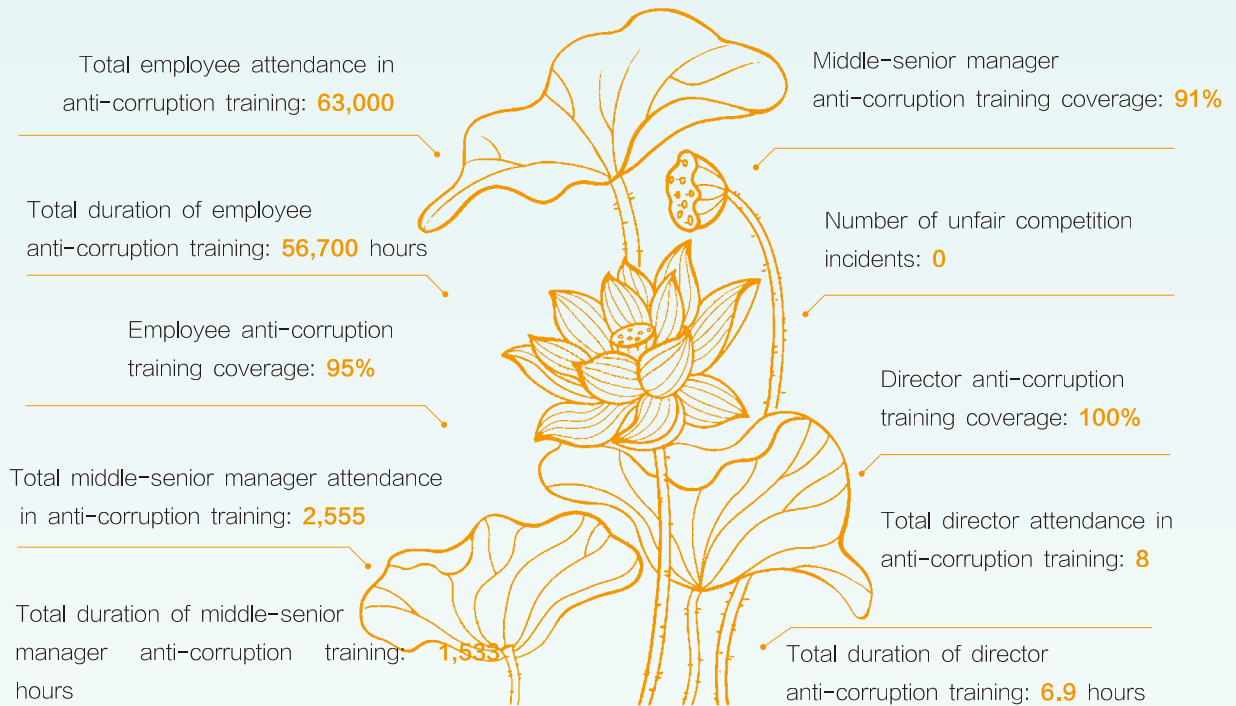 Total employee attendance in
anti-corruption training: 63,000
Total duration of employee
anti-corruption training: 56,700 hours
Employee anti-corruption
training coverage: 95%
Total middle-senior manager attendance
in anti-corruption training: 2,555
Total duration of middle-senior
manager anti-corruption training: 1,533
hours
Middle-senior manager
anti-corruption training coverage: 91%
Number of unfair competition
incidents: 0
Director anti-corruption
training coverage: 100%
Total director attendance in
anti-corruption training: 8
Total duration of director
anti-corruption training: 6.9 hours